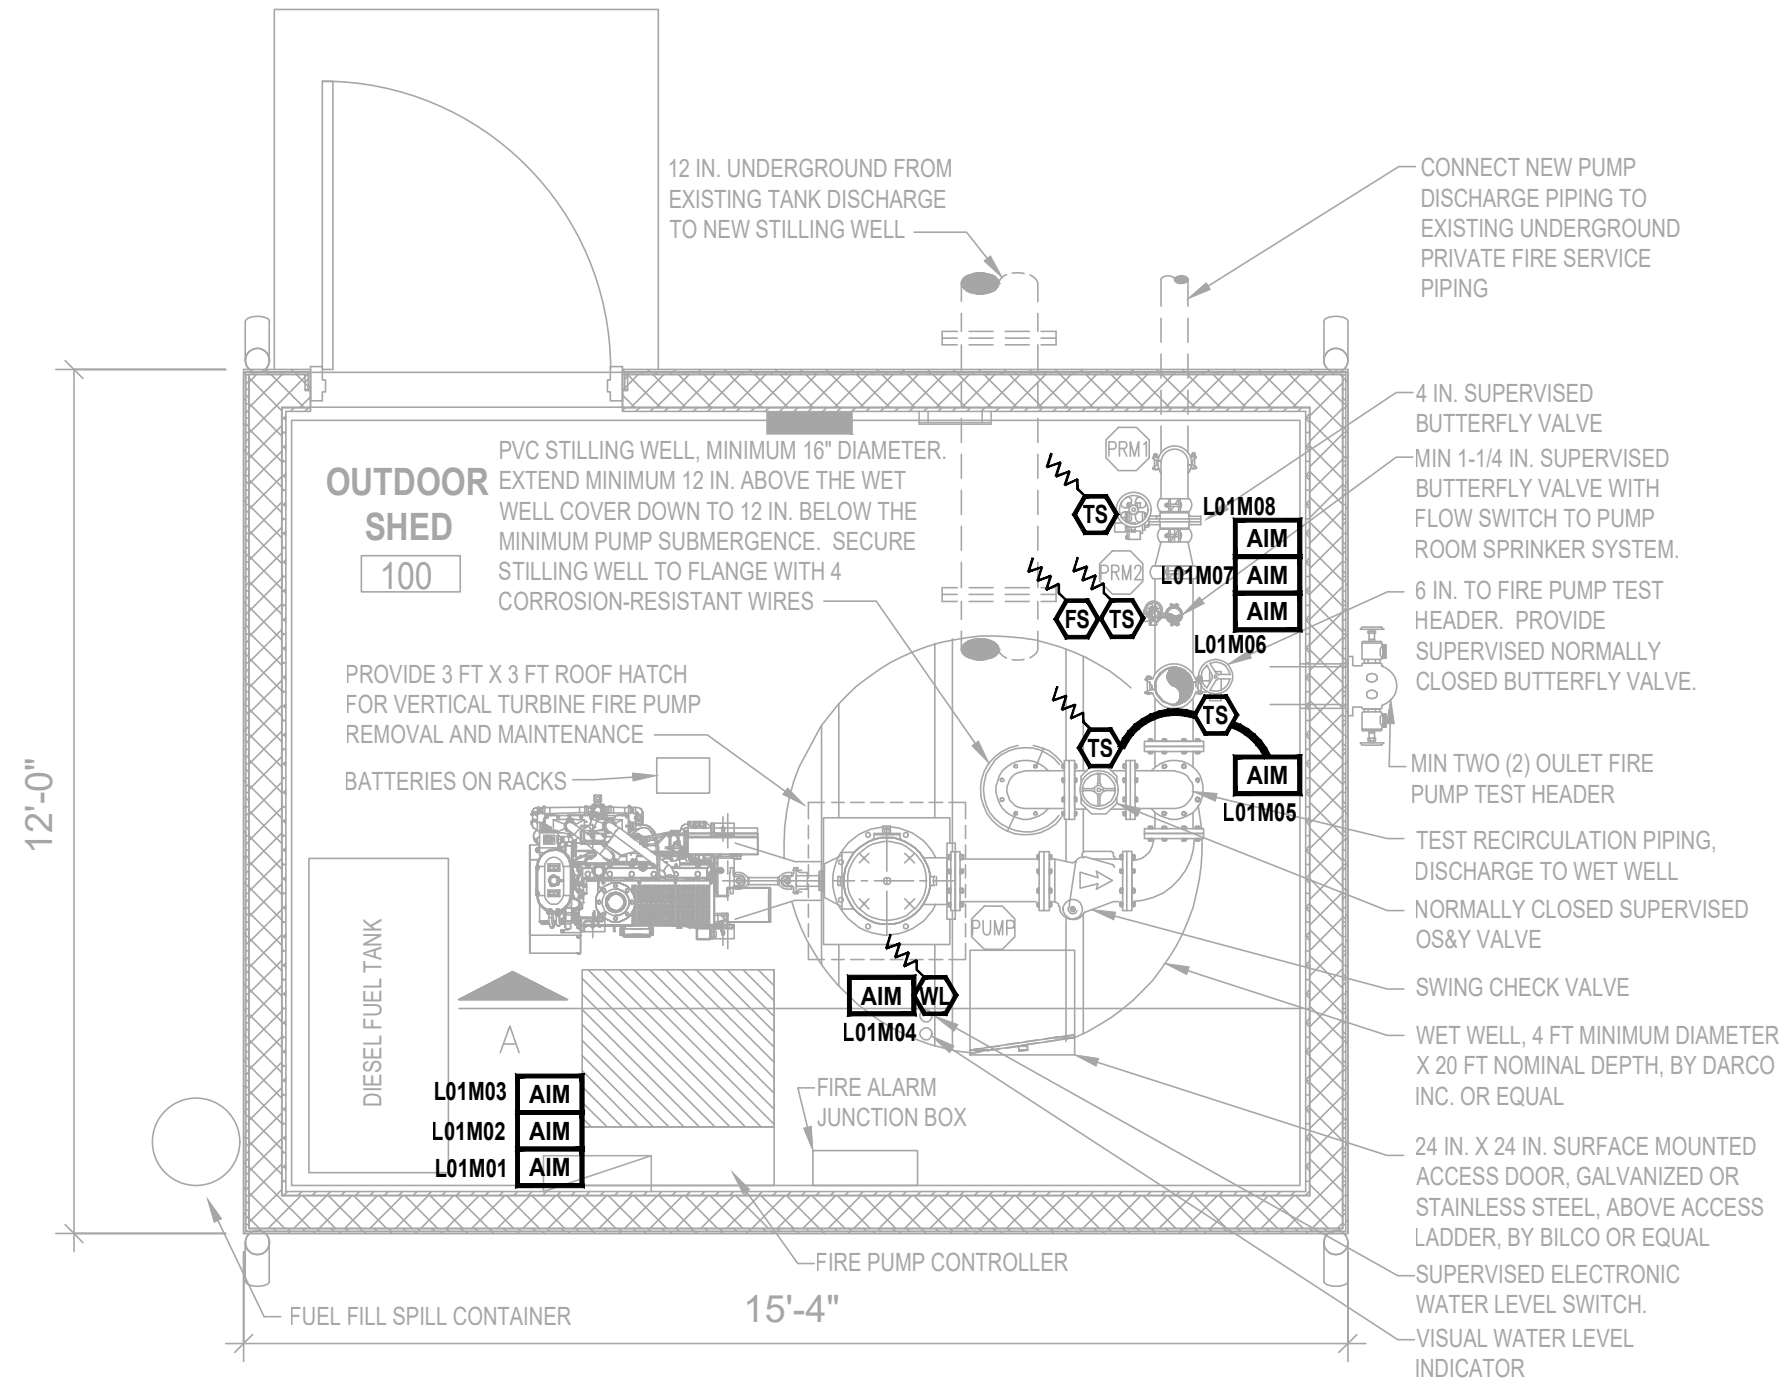 12 IN. UNDERGROUND FROM
EXISTING TANK DISCHARGE
TO NEW STILLING WELL
CONNECT NEW PUMP
DISCHARGE PIPING TO
EXISTING UNDERGROUND
PRIVATE FIRE SERVICE
PIPING
4 IN. SUPERVISED
BUTTERFLY VALVE
MIN 1-1/4 IN. SUPERVISED
BUTTERFLY VALVE WITH
FLOW SWITCH TO PUMP
ROOM SPRINKER SYSTEM.
6 IN. TO FIRE PUMP TEST
HEADER. PROVIDE
SUPERVISED NORMALLY
CLOSED BUTTERFLY VALVE.
MIN TWO (2) OULET FIRE
PUMP TEST HEADER
TEST RECIRCULATION PIPING,
DISCHARGE TO WET WELL
NORMALLY CLOSED SUPERVISED
OS&Y VALVE
SWING CHECK VALVE
WET WELL, 4 FT MINIMUM DIAMETER
X 20 FT NOMINAL DEPTH, BY DARCO
INC. OR EQUAL
24 IN. X 24 IN. SURFACE MOUNTED
ACCESS DOOR, GALVANIZED OR
STAINLESS STEEL, ABOVE ACCESS
LADDER, BY BILCO OR EQUAL
SUPERVISED ELECTRONIC
WATER LEVEL SWITCH.
VISUAL WATER LEVEL
INDICATOR
OUTDOOR
SHED
100
PVC STILLING WELL, MINIMUM 16" DIAMETER.
EXTEND MINIMUM 12 IN. ABOVE THE WET
WELL COVER DOWN TO 12 IN. BELOW THE
MINIMUM PUMP SUBMERGENCE. SECURE
STILLING WELL TO FLANGE WITH 4
CORROSION-RESISTANT WIRES
PRM1
TS
L01M08
AIM
PRM2
L01M07
AIM
FS
TS
AIM
L01M06
PROVIDE 3 FT X 3 FT ROOF HATCH
FOR VERTICAL TURBINE FIRE PUMP
REMOVAL AND MAINTENANCE
BATTERIES ON RACKS
TS
TS
AIM
L01M05
12'-0"
PUMP
DIESEL FUEL TANK
A
AIM
WL
L01M04
L01M03
AIM
L01M02
AIM
L01M01
AIM
FIRE ALARM
JUNCTION BOX
FIRE PUMP CONTROLLER
FUEL FILL SPILL CONTAINER
15'-4"